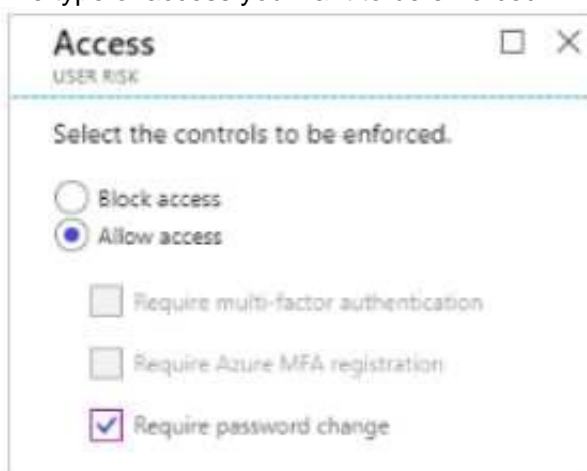 Access
USER RISK
Select the controls to be enforced.
Block access
Allow access
Require multi-factor authentication
Require Azure MFA registration
Require password change